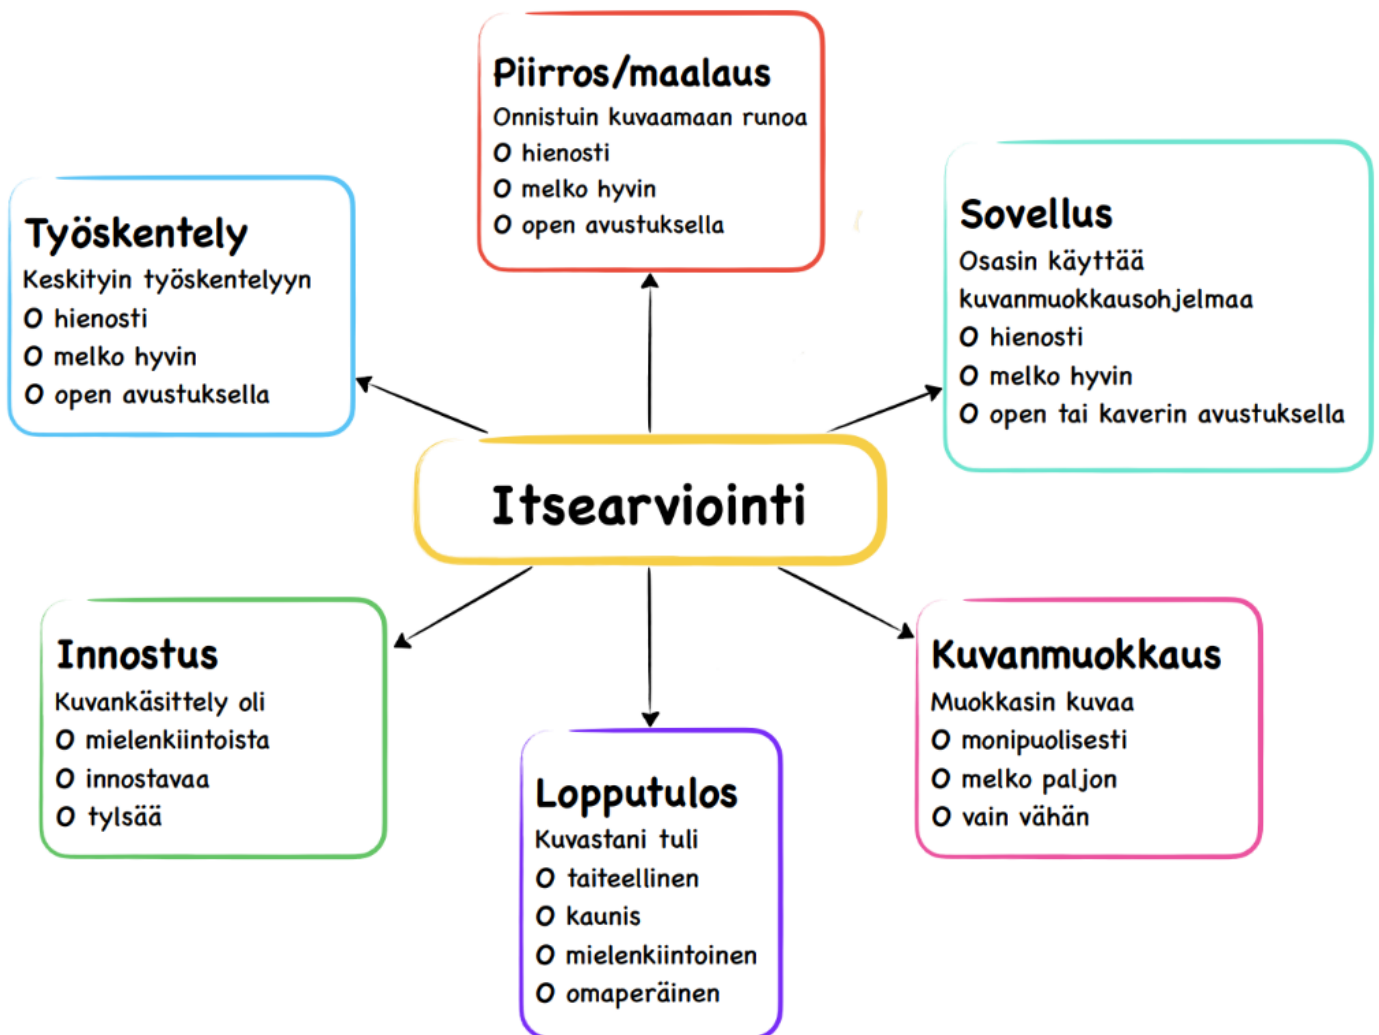 Piirros/maalaus
Onnistuin kuvaamaan runoa
O hienosti
O melko hyvin
O open avustuksella
Työskentely
Keskityin työskentelyyn
O hienosti
O melko hyvin
O open avustuksella
Sovellus
Osasin käyttää
kuvanmuokkausohjelmaa
O hienosti
O melko hyvin
O open tai kaverin avustuksella
Itsearviointi
Innostus
Kuvankäsittely oli
O mielenkiintoista
O innostavaa
O tylsää
Lopputulos
Kuvastani tuli
O taiteellinen
O kaunis
O mielenkiintoinen
O omaperäinen
Kuvanmuokkaus
Muokkasin kuvaa
O monipuolisesti
O melko paljon
O vain vähän